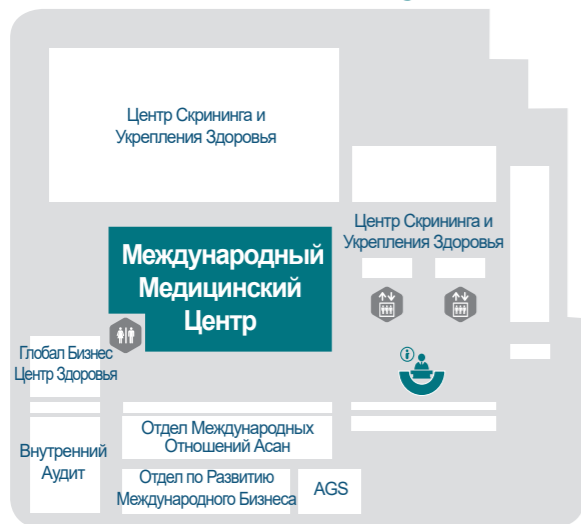 Центр Скрининга и
Укрепления Здоровья
Центр Скрининга и
Укрепления Здоровья
Международный
Медицинский
Центр
Глобал Бизнес
Центр Здоровья
Отдел Международных
Отношений Асан
Внутренний
Аудит
Отдел по Развитию
Международного Бизнеса
AGS